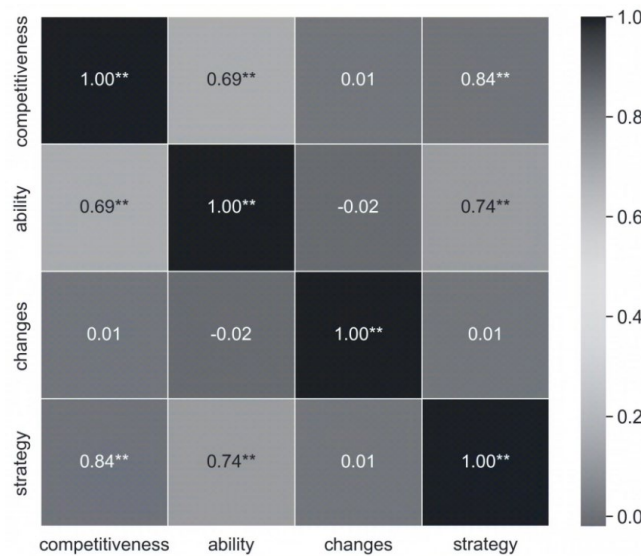 competitiveness 1.00** 0.69** 0.01 0.84**
ability 0.69** 1.00** -0.02 0.74**
changes 0.01 -0.02 1.00** 0.01
strategy 0.84** 0.74** 0.01 1.00**
competitiveness ability changes strategy
1.0
0.8
0.6
0.4
0.2
0.0